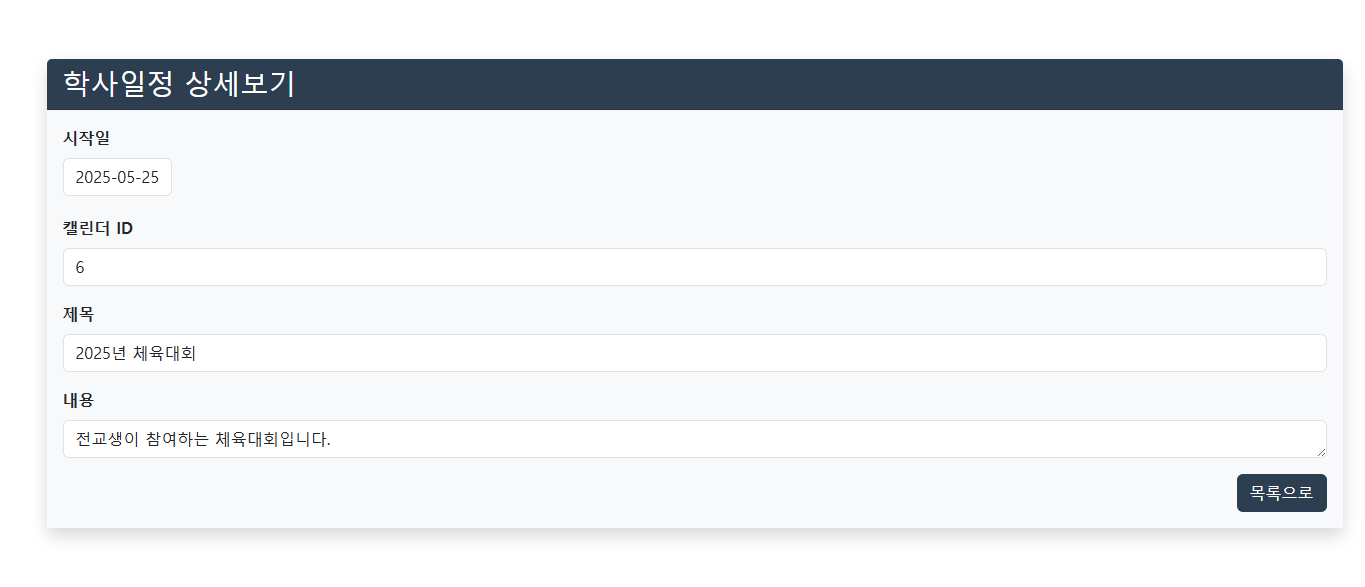 학사일정 상세보기
시작일
2025-05-25
캘린더 ID
6
제목
2025년 체육대회
내용
전교생이 참여하는 체육대회입니다.
목록으로